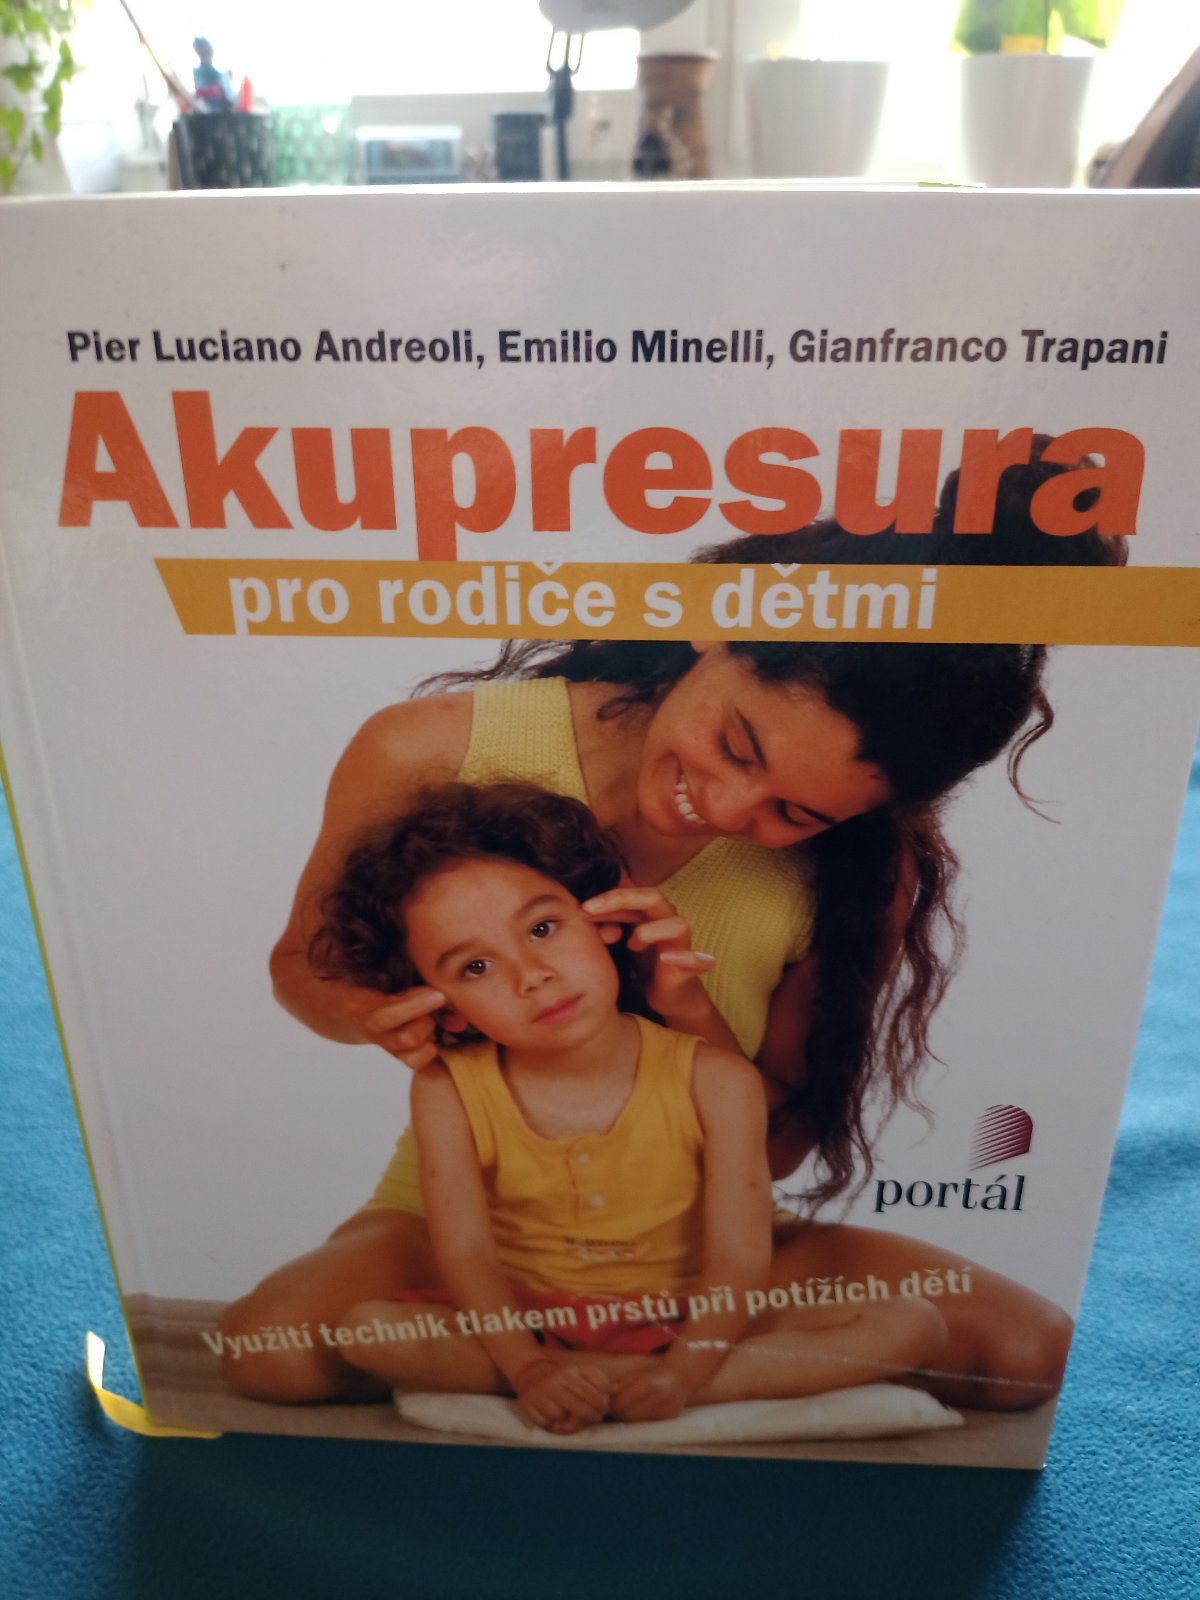 Pier Luciano Andreoli, Emilio Minelli, Gianfranco Trapani
Akupresura
pro rodiče s dětmi
portál
Využití technik tlakem prstů při potížích dětí